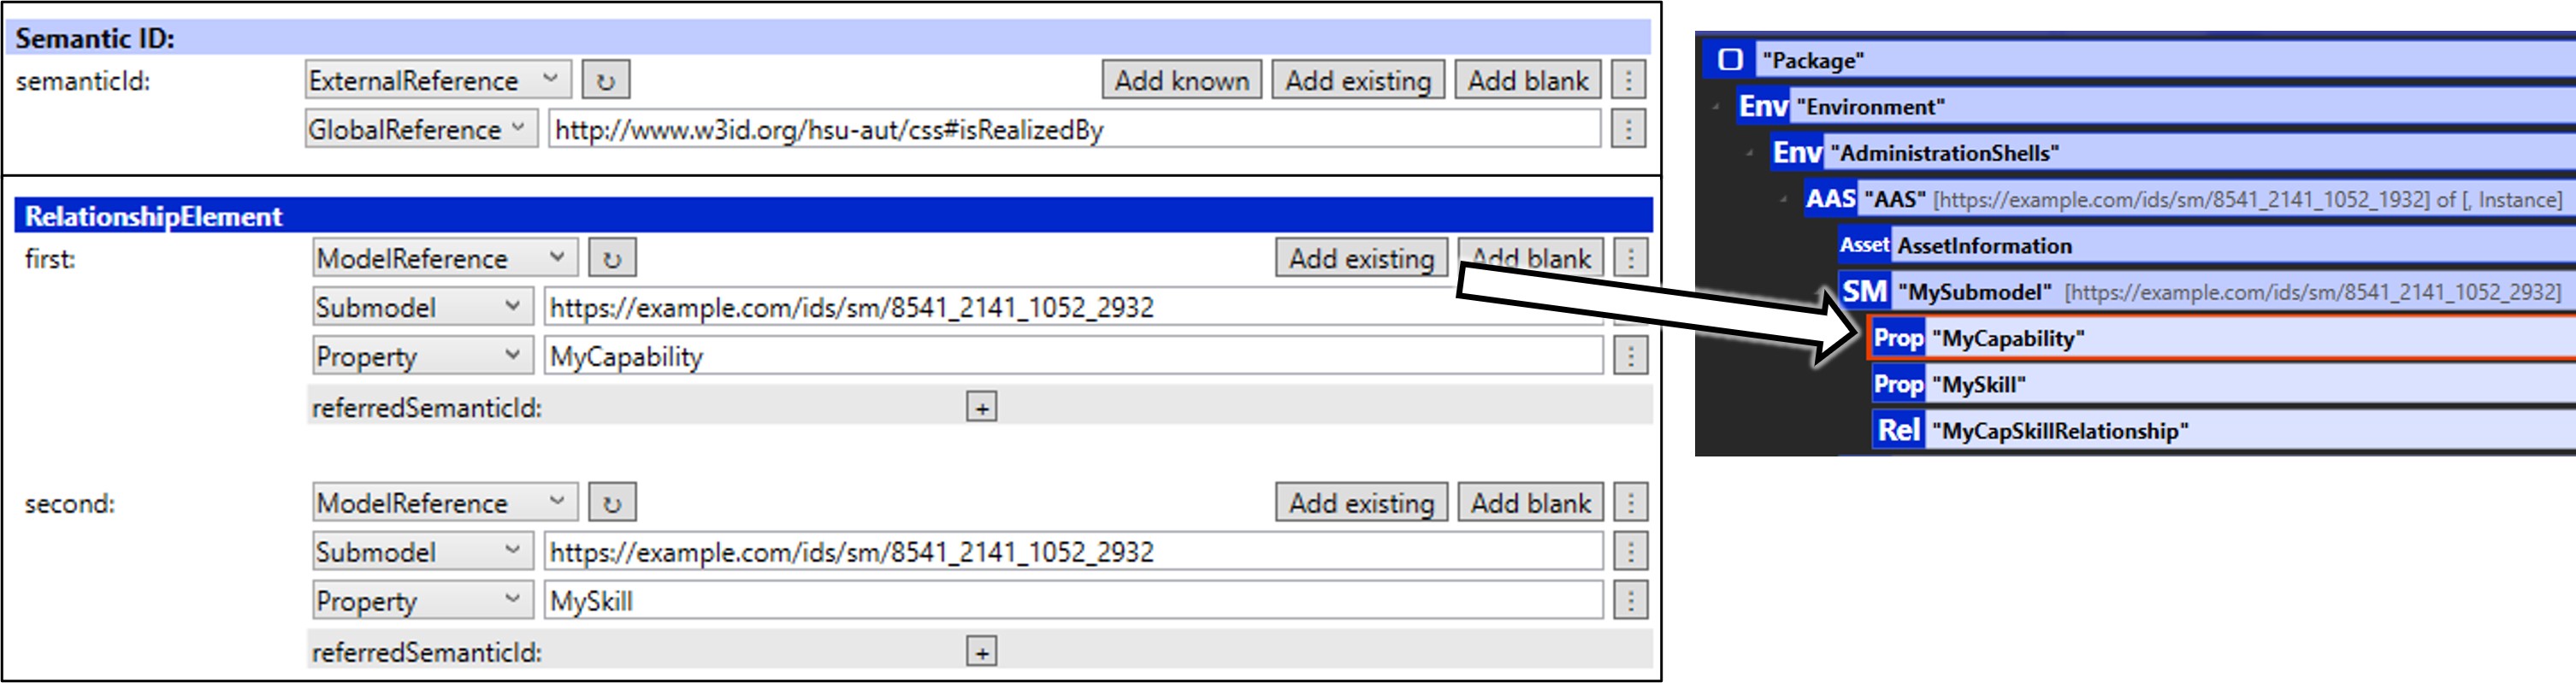 Semantic ID:
semanticId: ExternalReference ↻ Add known Add existing Add blank ⋮
GlobalReference http://www.w3id.org/hsu-aut/css#isRealizedBy ⋮
RelationshipElement
first: ModelReference ↻ Add existing Add blank ⋮
Submodel https://example.com/ids/sm/8541_2141_1052_2932
Property MyCapability ⋮
referredSemanticId: +
second: ModelReference ↻ Add existing Add blank ⋮
Submodel https://example.com/ids/sm/8541_2141_1052_2932 ⋮
Property MySkill ⋮
referredSemanticId: +
"Package"
Env "Environment"
Env "AdministrationShells"
AAS "AAS" [https://example.com/ids/sm/8541_2141_1052_1932] of [, Instance]
Asset AssetInformation
SM "MySubmodel" [https://example.com/ids/sm/8541_2141_1052_2932]
Prop "MyCapability"
Prop "MySkill"
Rel "MyCapSkillRelationship"